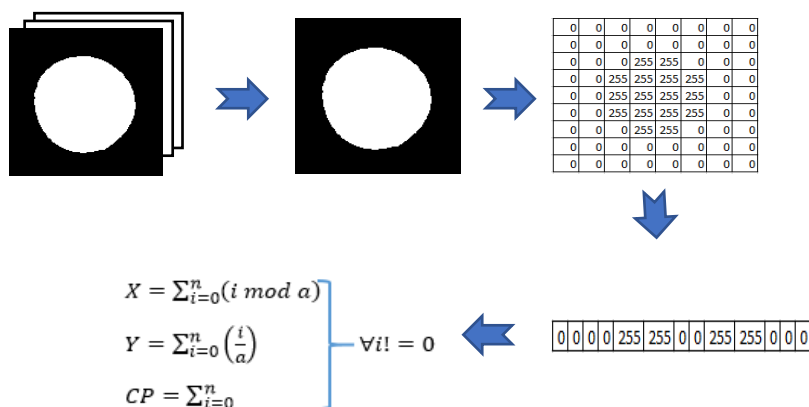 0 0 0 0 0 0 0 0
0 0 0 0 0 0 0 0
0 0 0 255 255 0 0 0
0 0 255 255 255 255 0 0
0 0 255 255 255 255 0 0
0 0 255 255 255 255 0 0
0 0 0 255 255 0 0 0
0 0 0 0 0 0 0 0
0 0 0 0 0 0 0 0
0 0 0 0 255 255 0 0 255 255 0 0 0
X = ∑ⁿᵢ₌₀(i mod a)
Y = ∑ⁿᵢ₌₀(i/a)
∀i! = 0
CP = ∑ⁿᵢ₌₀